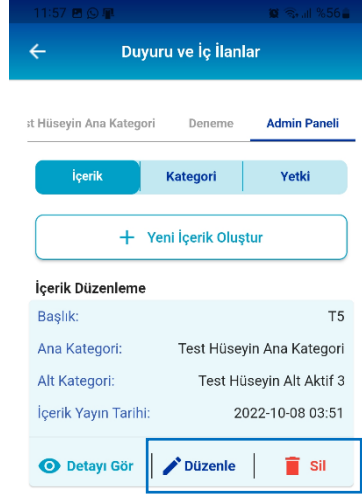 11:57 %56
Duyuru ve İç İlanlar
st Hüseyin Ana Kategori Deneme Admin Paneli
İçerik Kategori Yetki
+ Yeni İçerik Oluştur
İçerik Düzenleme
Başlık: T5
Ana Kategori: Test Hüseyin Ana Kategori
Alt Kategori: Test Hüseyin Alt Aktif 3
İçerik Yayın Tarihi: 2022-10-08 03:51
Detayı Gör Düzenle Sil